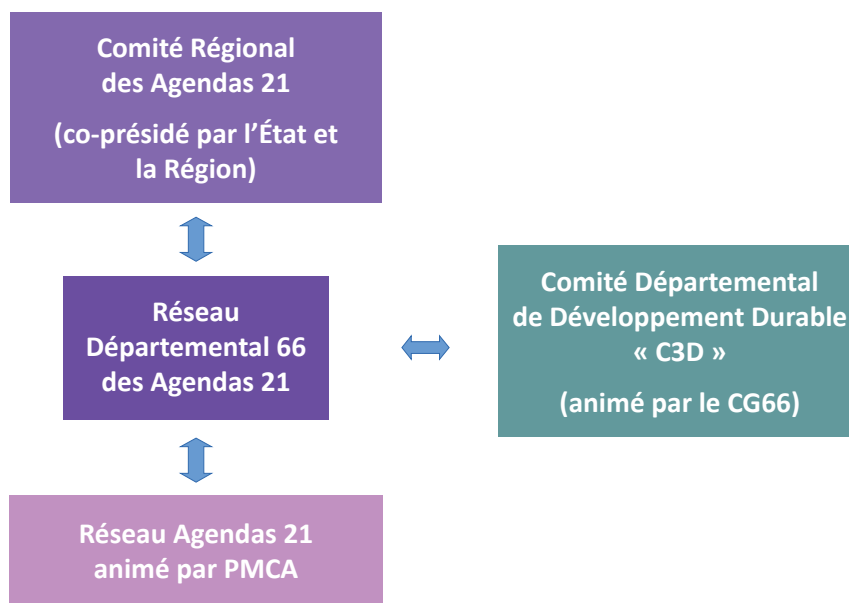 Comité Régional
des Agendas 21
(co-présidé par l’État et
la Région)
Réseau
Départemental 66
des Agendas 21
Comité Départemental
de Développement Durable
« C3D »
(animé par le CG66)
Réseau Agendas 21
animé par PMCA